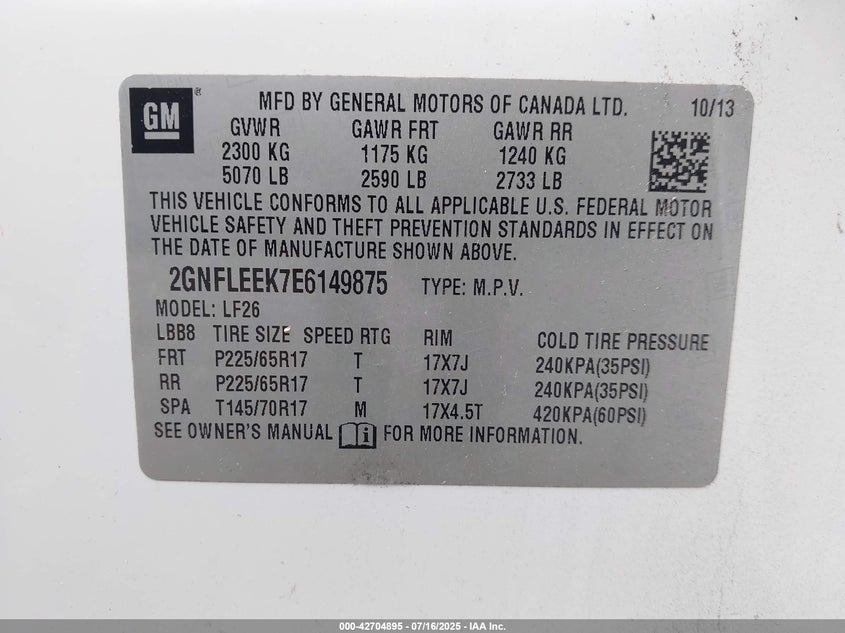 GM ®
MFD BY GENERAL MOTORS OF CANADA LTD. 10/13
GVWR GAWR FRT GAWR RR
2300 KG 1175 KG 1240 KG
5070 LB 2590 LB 2733 LB
THIS VEHICLE CONFORMS TO ALL APPLICABLE U.S. FEDERAL MOTOR
VEHICLE SAFETY AND THEFT PREVENTION STANDARDS IN EFFECT ON
THE DATE OF MANUFACTURE SHOWN ABOVE.
2GNFLEEK7E6149875 TYPE: M.P.V.
MODEL: LF26
LBB8 TIRE SIZE SPEED RTG RIM COLD TIRE PRESSURE
FRT P225/65R17 T 17X7J 240KPA(35PSI)
RR P225/65R17 T 17X7J 240KPA(35PSI)
SPA T145/70R17 M 17X4.5T 420KPA(60PSI)
SEE OWNER'S MANUAL i FOR MORE INFORMATION.
000-42704895 - 07/16/2025 - IAA Inc.